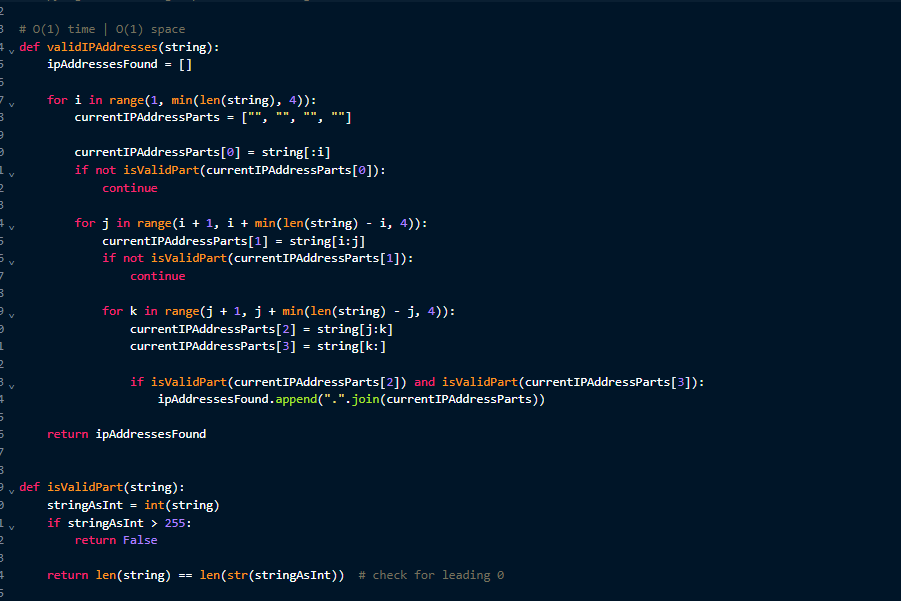 # O(1) time | O(1) space
def validIPAddresses(string):
    ipAddressesFound = []

    for i in range(1, min(len(string), 4)):
        currentIPAddressParts = ["", "", "", ""]

        currentIPAddressParts[0] = string[:i]
        if not isValidPart(currentIPAddressParts[0]):
            continue

        for j in range(i + 1, i + min(len(string) - i, 4)):
            currentIPAddressParts[1] = string[i:j]
            if not isValidPart(currentIPAddressParts[1]):
                continue

            for k in range(j + 1, j + min(len(string) - j, 4)):
                currentIPAddressParts[2] = string[j:k]
                currentIPAddressParts[3] = string[k:]

                if isValidPart(currentIPAddressParts[2]) and isValidPart(currentIPAddressParts[3]):
                    ipAddressesFound.append(".".join(currentIPAddressParts))

    return ipAddressesFound


def isValidPart(string):
    stringAsInt = int(string)
    if stringAsInt > 255:
        return False

    return len(string) == len(str(stringAsInt))  # check for leading 0